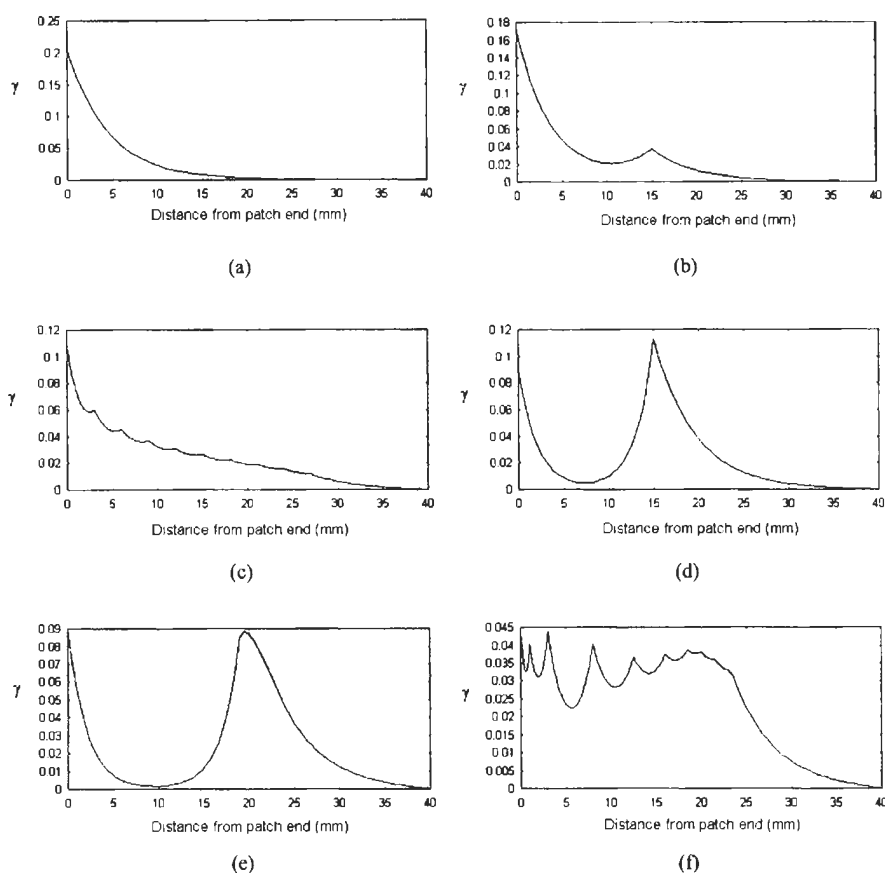 0.25
0.2
0.15
γ
0.1
0.05
0
0 5 10 15 20 25 30 35 40
Distance from patch end (mm)
(a)
0.18
0.16
0.14
0.12
0.1
γ
0.08
0.06
0.04
0.02
0
0 5 10 15 20 25 30 35 40
Distance from patch end (mm)
(b)
0.12
0.1
0.08
γ
0.06
0.04
0.02
0
0 5 10 15 20 25 30 35 40
Distance from patch end (mm)
(c)
0.12
0.1
0.08
γ
0.06
0.04
0.02
0
0 5 10 15 20 25 30 35 40
Distance from patch end (mm)
(d)
0.09
0.08
0.07
0.06
0.05
γ
0.04
0.03
0.02
0.01
0
0 5 10 15 20 25 30 35 40
Distance from patch end (mm)
(e)
0.045
0.04
0.035
0.03
0.025
γ
0.02
0.015
0.01
0.005
0
0 5 10 15 20 25 30 35 40
Distance from patch end (mm)
(f)